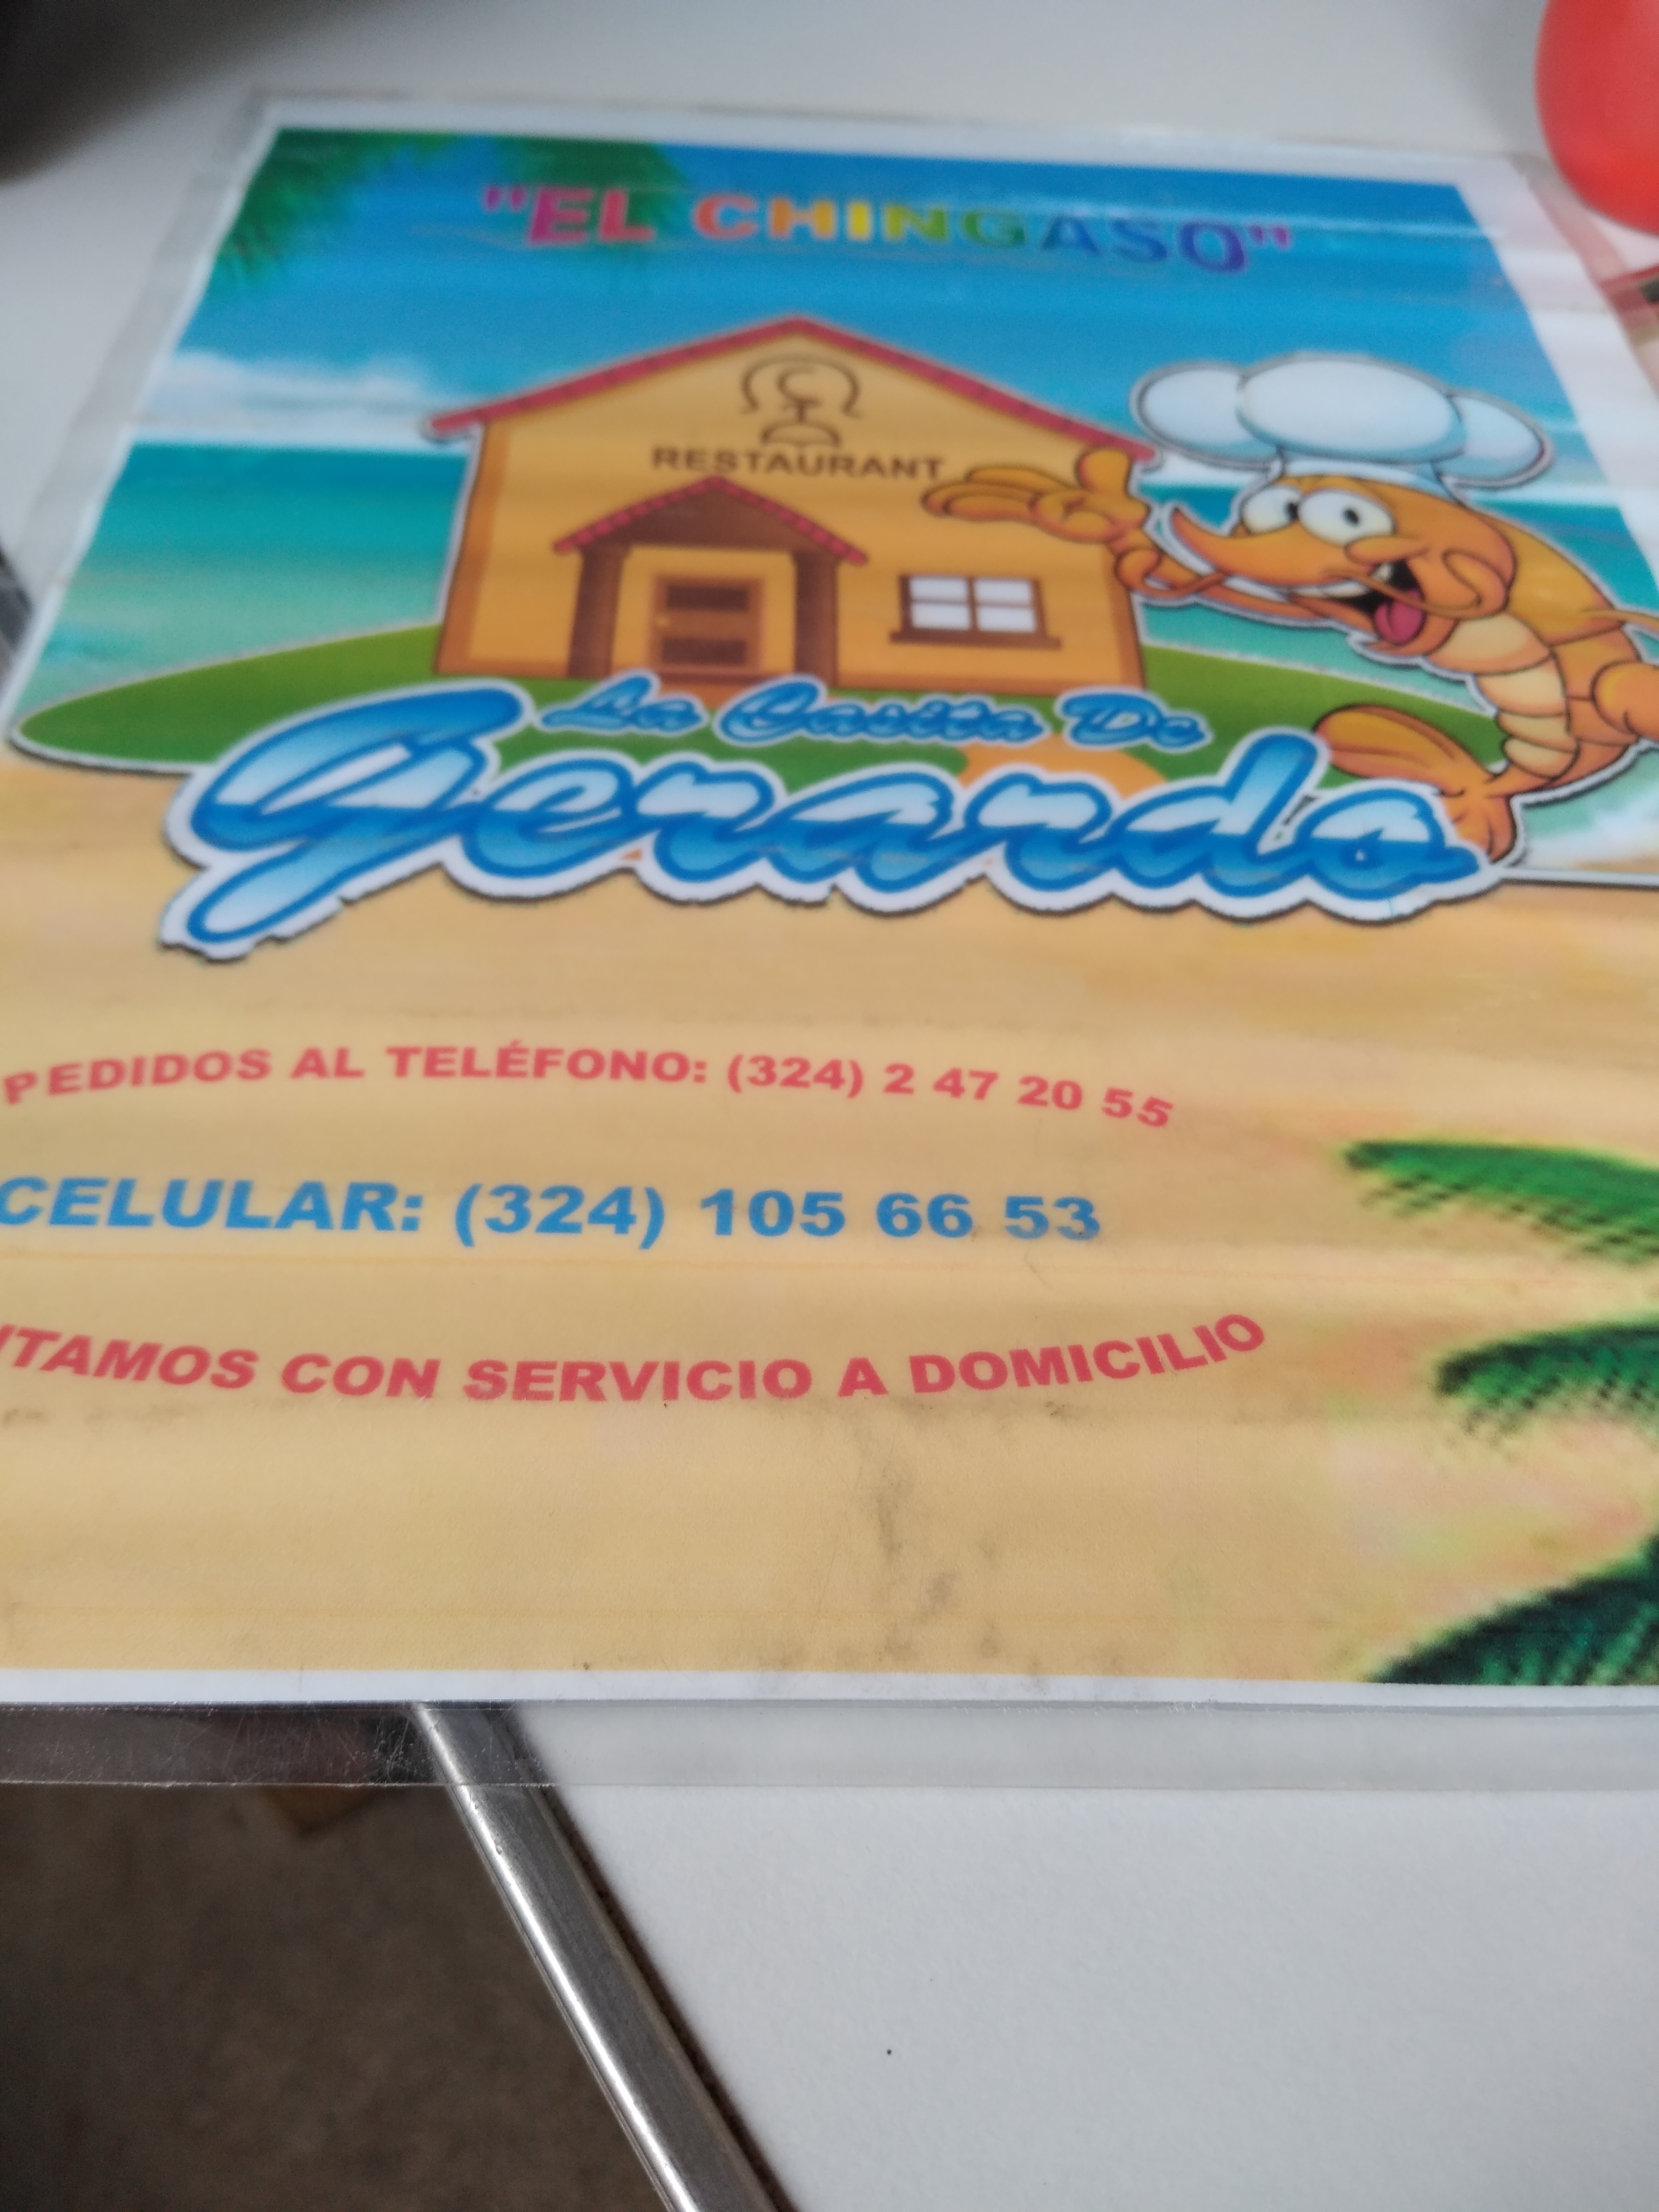 "EL CHINGASO"
RESTAURANT
La Casita De
Gerardo
PEDIDOS AL TELÉFONO: (324) 2 47 20 55
CELULAR: (324) 105 66 53
CON SERVICIO A DOMICILIO